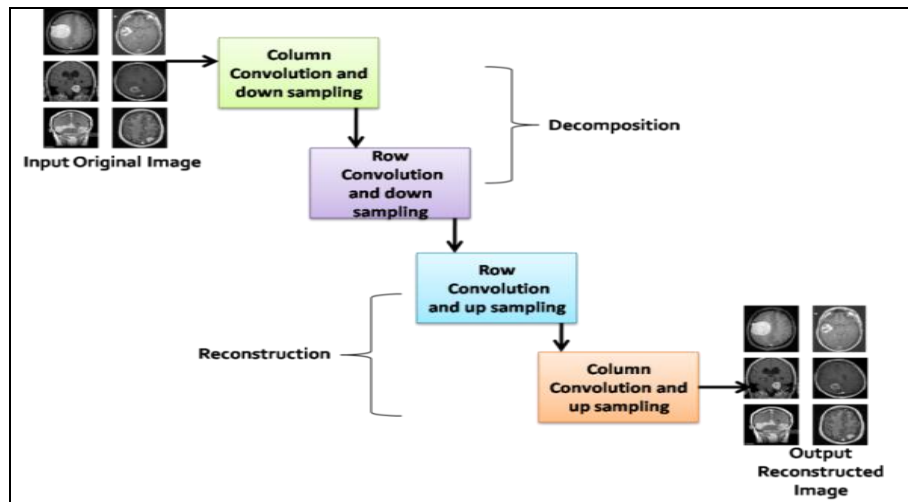 Column
Convolution and
down sampling
Decomposition
Input Original Image
Row
Convolution
and down
sampling
Row
Convolution
and up sampling
Reconstruction
Column
Convolution and
up sampling
Output
Reconstructed
Image